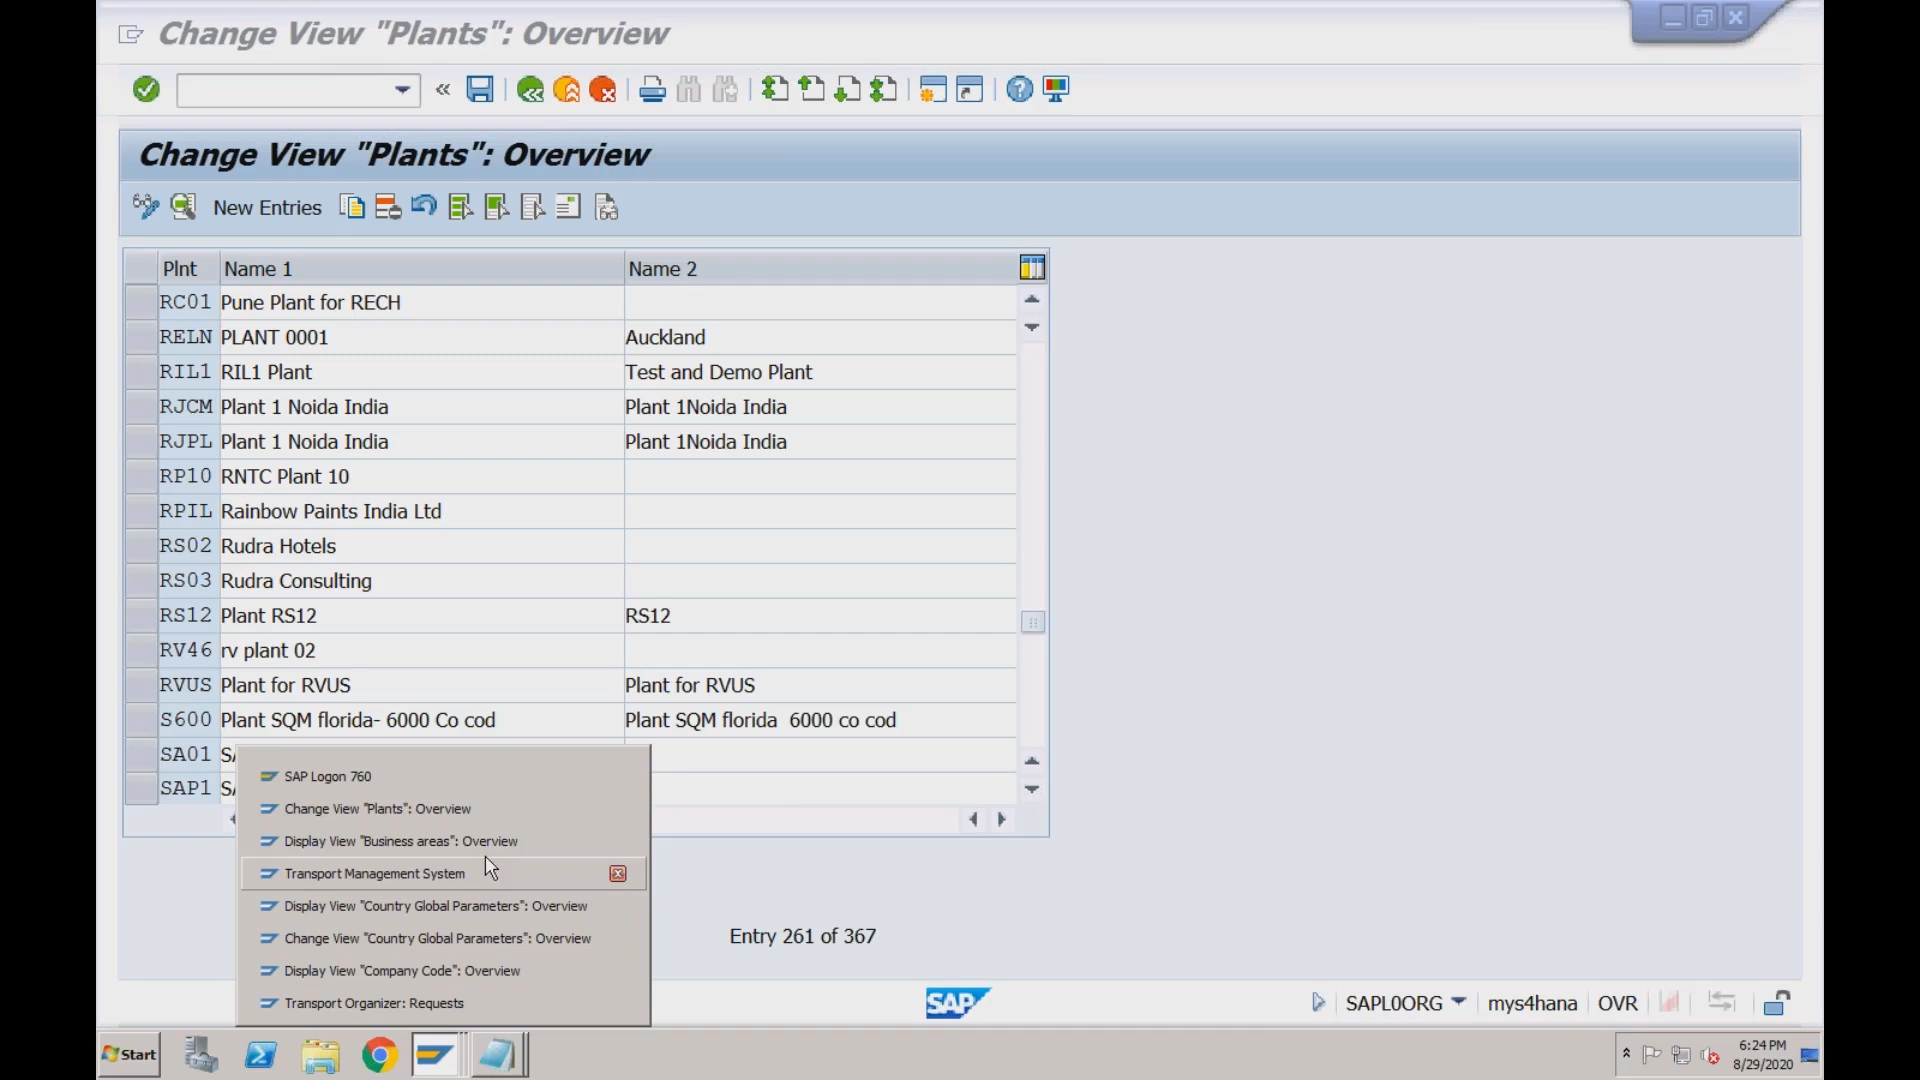 Change View "Plants": Overview
Change View "Plants": Overview
New Entries
Plnt Name 1 Name 2
RC01 Pune Plant for RECH
RELN PLANT 0001 Auckland
RIL1 RIL1 Plant Test and Demo Plant
RJCM Plant 1 Noida India Plant 1Noida India
RJPL Plant 1 Noida India Plant 1Noida India
RP10 RNTC Plant 10
RPIL Rainbow Paints India Ltd
RS02 Rudra Hotels
RS03 Rudra Consulting
RS12 Plant RS12 RS12
RV46 rv plant 02
RVUS Plant for RVUS Plant for RVUS
S600 Plant SQM florida- 6000 Co cod Plant SQM florida 6000 co cod
SA01
SAP1
SAP Logon 760
Change View "Plants": Overview
Display View "Business areas": Overview
Transport Management System
Display View "Country Global Parameters": Overview
Change View "Country Global Parameters": Overview
Display View "Company Code": Overview
Transport Organizer: Requests
Entry 261 of 367
SAP
SAPL0ORG mys4hana OVR
Start
6:24 PM
8/29/2020